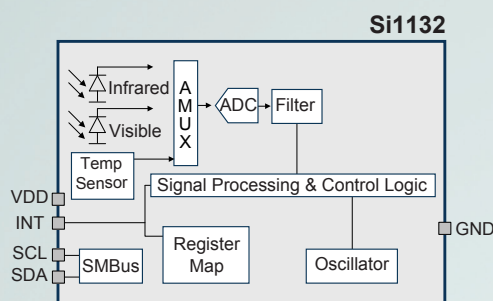 Si1132
Infrared
Visible
AMUX
ADC
Filter
Temp
Sensor
Signal Processing & Control Logic
VDD
INT
SCL
SDA
SMBus
Register
Map
Oscillator
GND